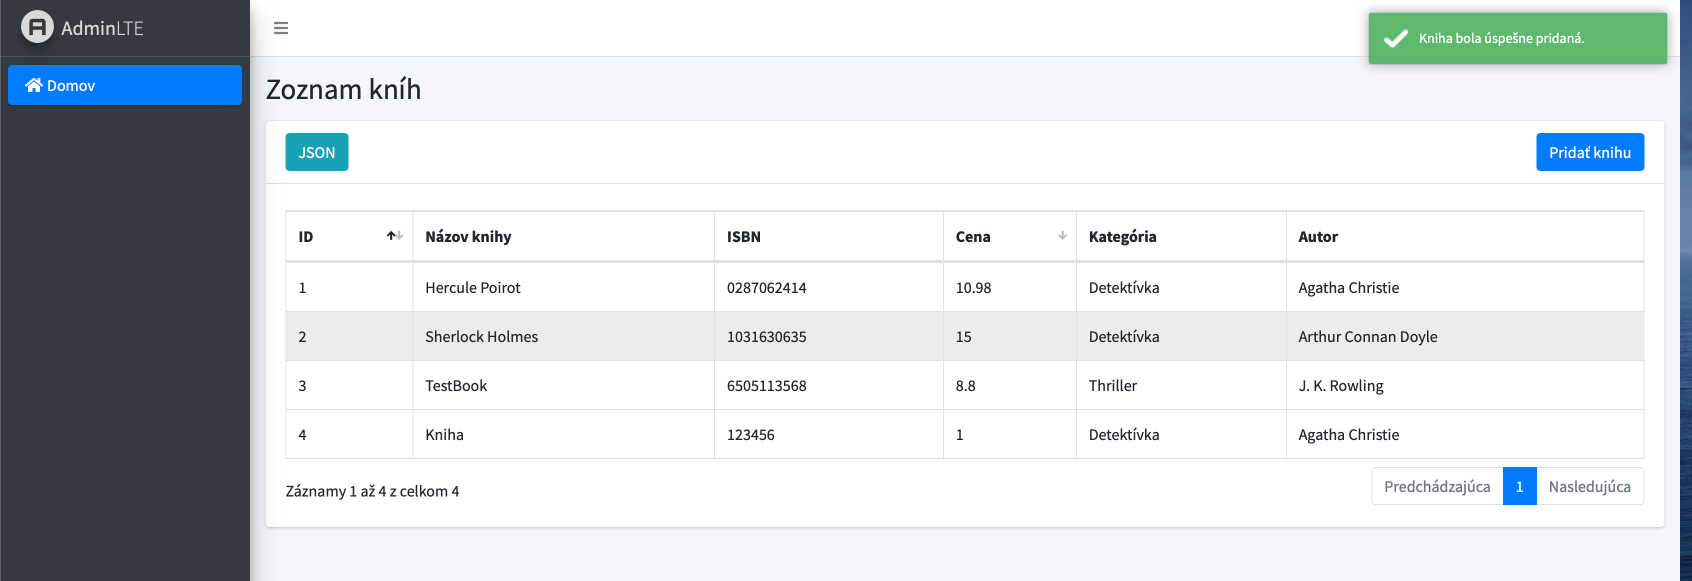 AdminLTE
Kniha bola úspešne pridaná.
Domov
Zoznam kníh
JSON
Pridať knihu
ID Názov knihy ISBN Cena Kategória Autor
1 Hercule Poirot 0287062414 10.98 Detektívka Agatha Christie
2 Sherlock Holmes 1031630635 15 Detektívka Arthur Connan Doyle
3 TestBook 6505113568 8.8 Thriller J. K. Rowling
4 Kniha 123456 1 Detektívka Agatha Christie
Záznamy 1 až 4 z celkom 4
Predchádzajúca 1 Nasledujúca